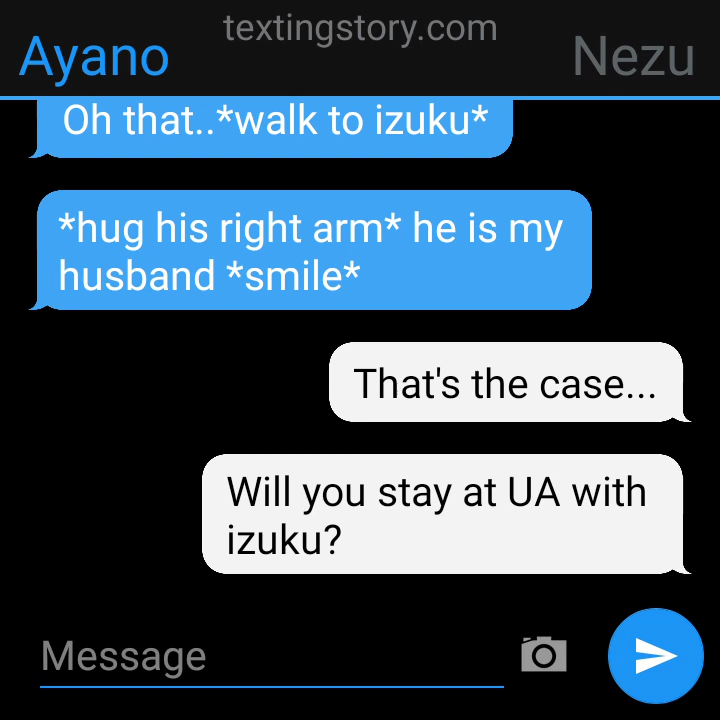 textingstory.com
Ayano
Nezu
Oh that..*walk to izuku*
*hug his right arm* he is my
husband *smile*
That's the case...
Will you stay at UA with
izuku?
Message